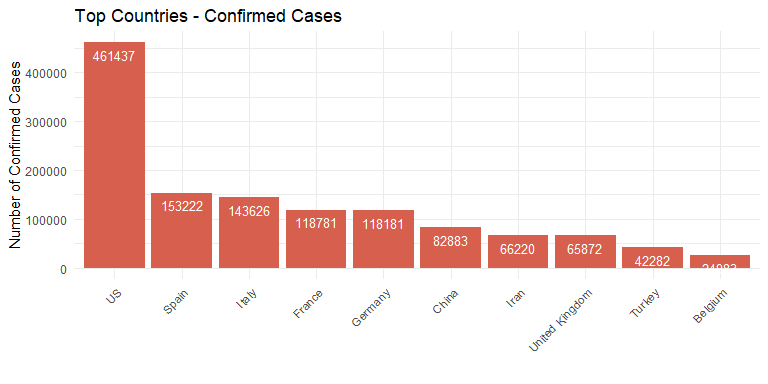 Top Countries - Confirmed Cases
Number of Confirmed Cases
400000
300000
200000
100000
0
461437
153222
143626
118781
118181
82883
66220
65872
42282
US
Spain
Italy
France
Germany
China
Iran
United Kingdom
Turkey
Belgium